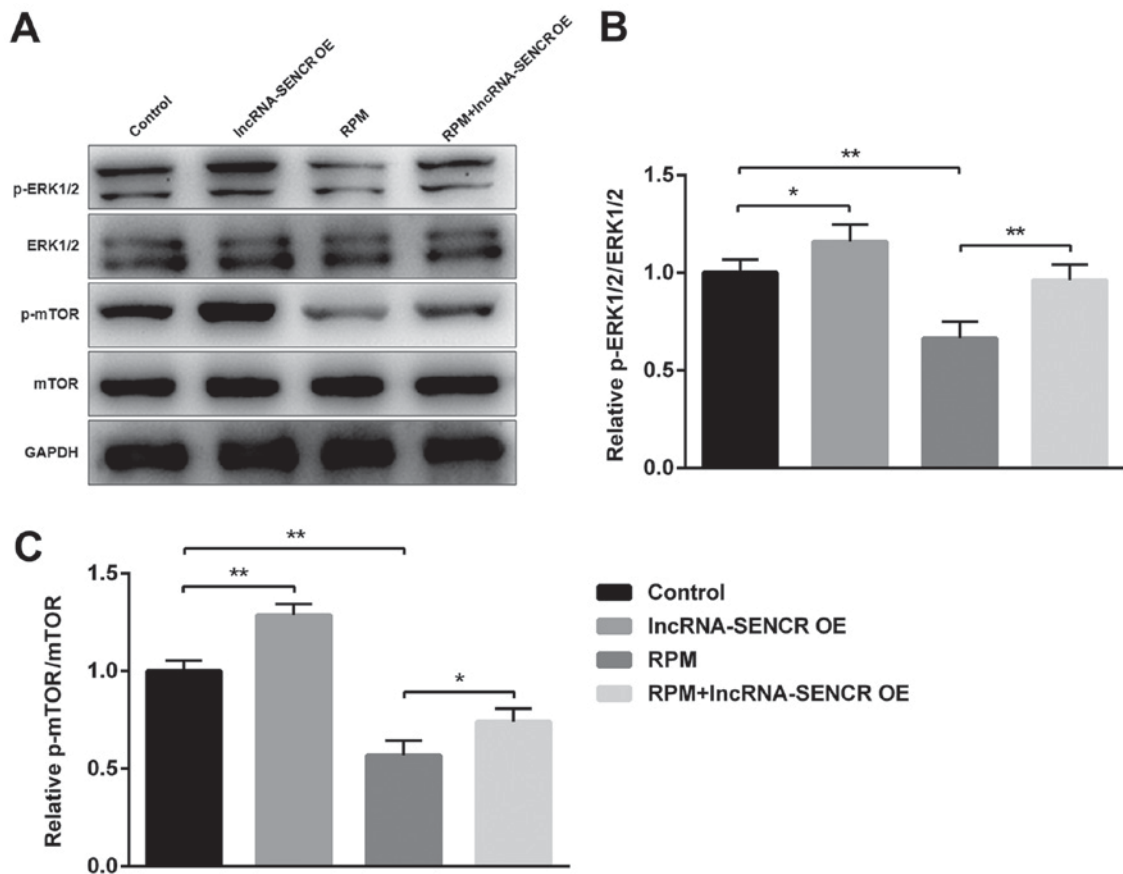 A
Control
lncRNA-SENCR OE
RPM
RPM+lncRNA-SENCR OE
p-ERK1/2
ERK1/2
p-mTOR
mTOR
GAPDH
B
Relative p-ERK1/2/ERK1/2
**
*
**
1.5
1.0
0.5
0.0
C
Relative p-mTOR/mTOR
**
**
*
1.5
1.0
0.5
0.0
Control
lncRNA-SENCR OE
RPM
RPM+lncRNA-SENCR OE